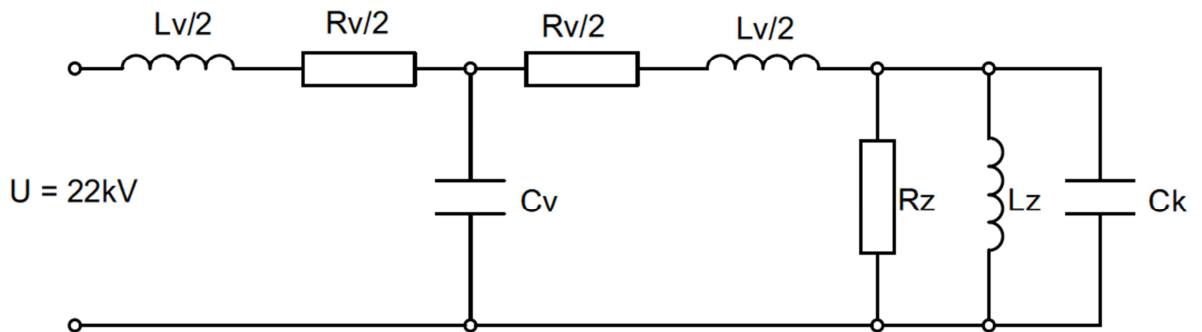 Lv/2
Rv/2
Rv/2
Lv/2
U = 22kV
Cv
Rz
Lz
Ck